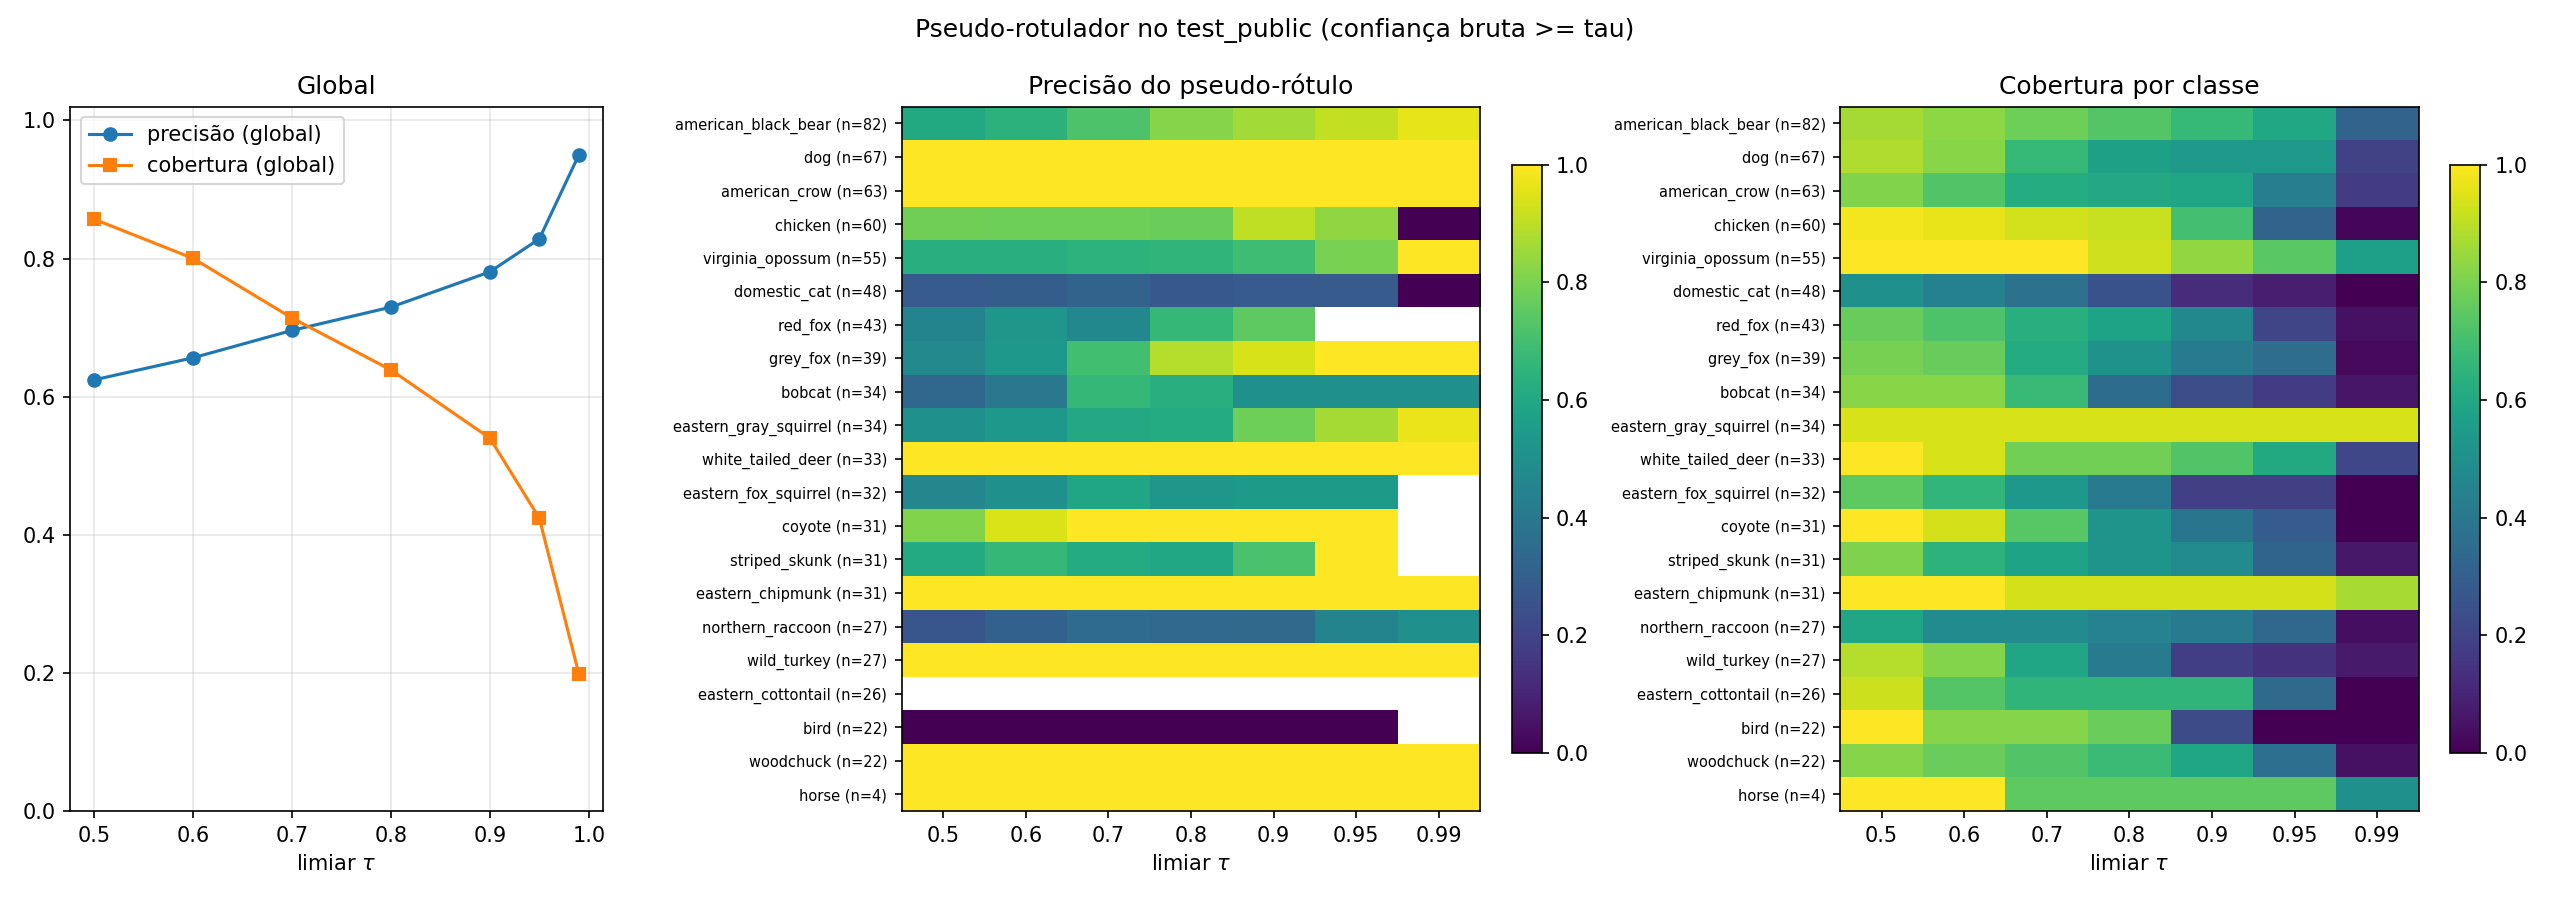 Pseudo-rotulador no test_public (confiança bruta >= tau)
Global
1.0
0.8
0.6
0.4
0.2
0.0
precisão (global)
cobertura (global)
0.5 0.6 0.7 0.8 0.9 1.0
limiar τ
Precisão do pseudo-rótulo
american_black_bear (n=82)
dog (n=67)
american_crow (n=63)
chicken (n=60)
virginia_opossum (n=55)
domestic_cat (n=48)
red_fox (n=43)
grey_fox (n=39)
bobcat (n=34)
eastern_gray_squirrel (n=34)
white_tailed_deer (n=33)
eastern_fox_squirrel (n=32)
coyote (n=31)
striped_skunk (n=31)
eastern_chipmunk (n=31)
northern_raccoon (n=27)
wild_turkey (n=27)
eastern_cottontail (n=26)
bird (n=22)
woodchuck (n=22)
horse (n=4)
0.5 0.6 0.7 0.8 0.9 0.95 0.99
limiar τ
1.0
0.8
0.6
0.4
0.2
0.0
Cobertura por classe
american_black_bear (n=82)
dog (n=67)
american_crow (n=63)
chicken (n=60)
virginia_opossum (n=55)
domestic_cat (n=48)
red_fox (n=43)
grey_fox (n=39)
bobcat (n=34)
eastern_gray_squirrel (n=34)
white_tailed_deer (n=33)
eastern_fox_squirrel (n=32)
coyote (n=31)
striped_skunk (n=31)
eastern_chipmunk (n=31)
northern_raccoon (n=27)
wild_turkey (n=27)
eastern_cottontail (n=26)
bird (n=22)
woodchuck (n=22)
horse (n=4)
0.5 0.6 0.7 0.8 0.9 0.95 0.99
limiar τ
1.0
0.8
0.6
0.4
0.2
0.0